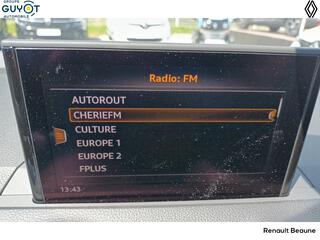 GROUPE
GUYOT
AUTOMOBILE
Radio: FM
AUTOROUT
CHERIEFM
CULTURE
EUROPE 1
EUROPE 2
FPLUS
13:43
Renault Beaune